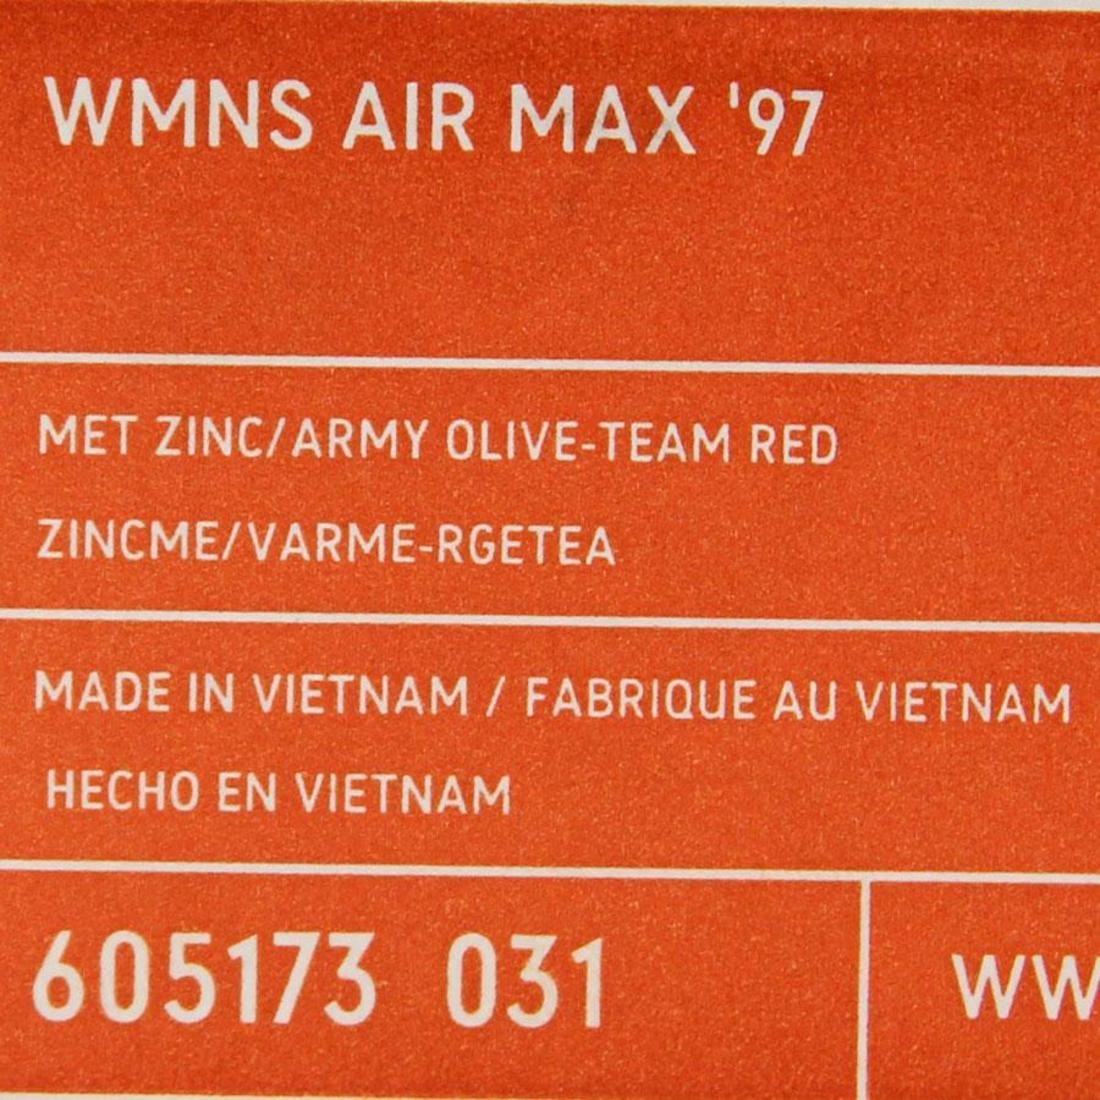 WMNS AIR MAX '97
MET ZINC/ARMY OLIVE-TEAM RED
ZINCME/VARME-RGETEA
MADE IN VIETNAM / FABRIQUE AU VIETNAM
HECHO EN VIETNAM
605173 031
WW